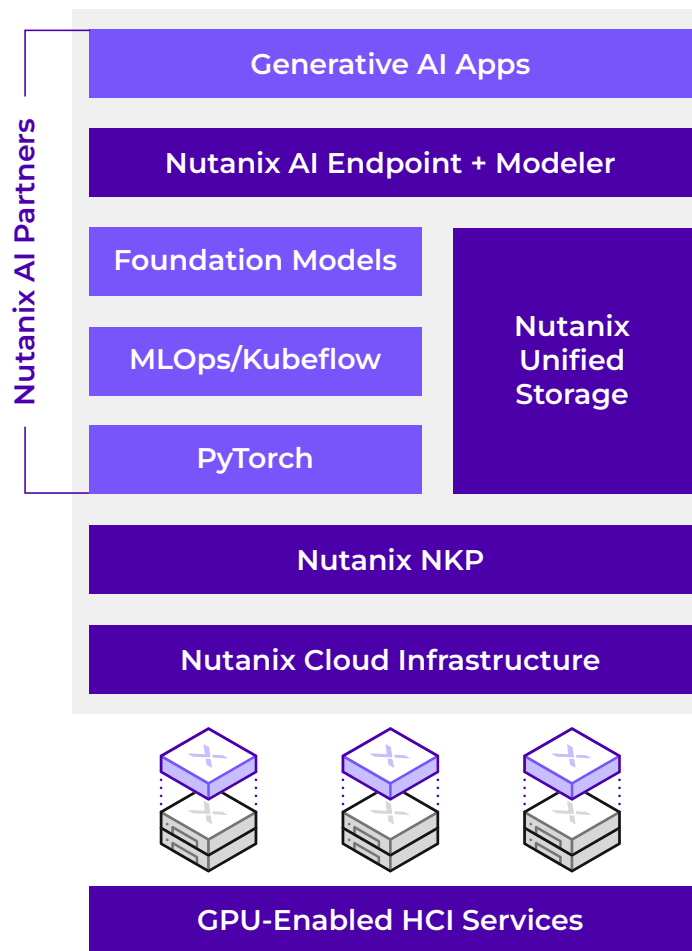 Nutanix AI Partners
Generative AI Apps
Nutanix AI Endpoint + Modeler
Foundation Models
MLOps/Kubeflow
PyTorch
Nutanix
Unified
Storage
Nutanix NKP
Nutanix Cloud Infrastructure
GPU-Enabled HCI Services